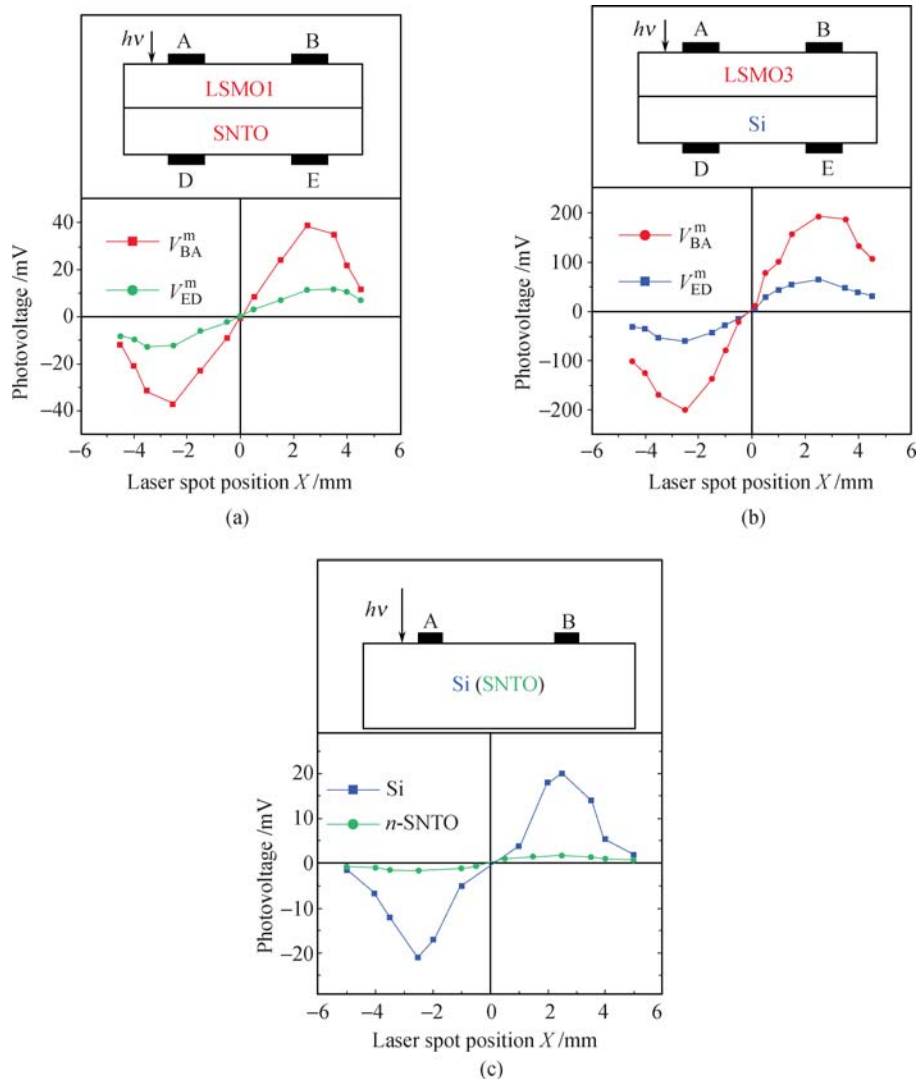 hν A B
LSMO1
SNTO
D E
40
20
0
−20
−40
Photovoltage /mV
V^m_BA
V^m_ED
−6 −4 −2 0 2 4 6
Laser spot position X /mm
(a)
hν A B
LSMO3
Si
D E
200
100
0
−100
−200
Photovoltage /mV
V^m_BA
V^m_ED
−6 −4 −2 0 2 4 6
Laser spot position X /mm
(b)
hν A B
Si (SNTO)
20
10
0
−10
−20
Photovoltage /mV
Si
n-SNTO
−6 −4 −2 0 2 4 6
Laser spot position X /mm
(c)